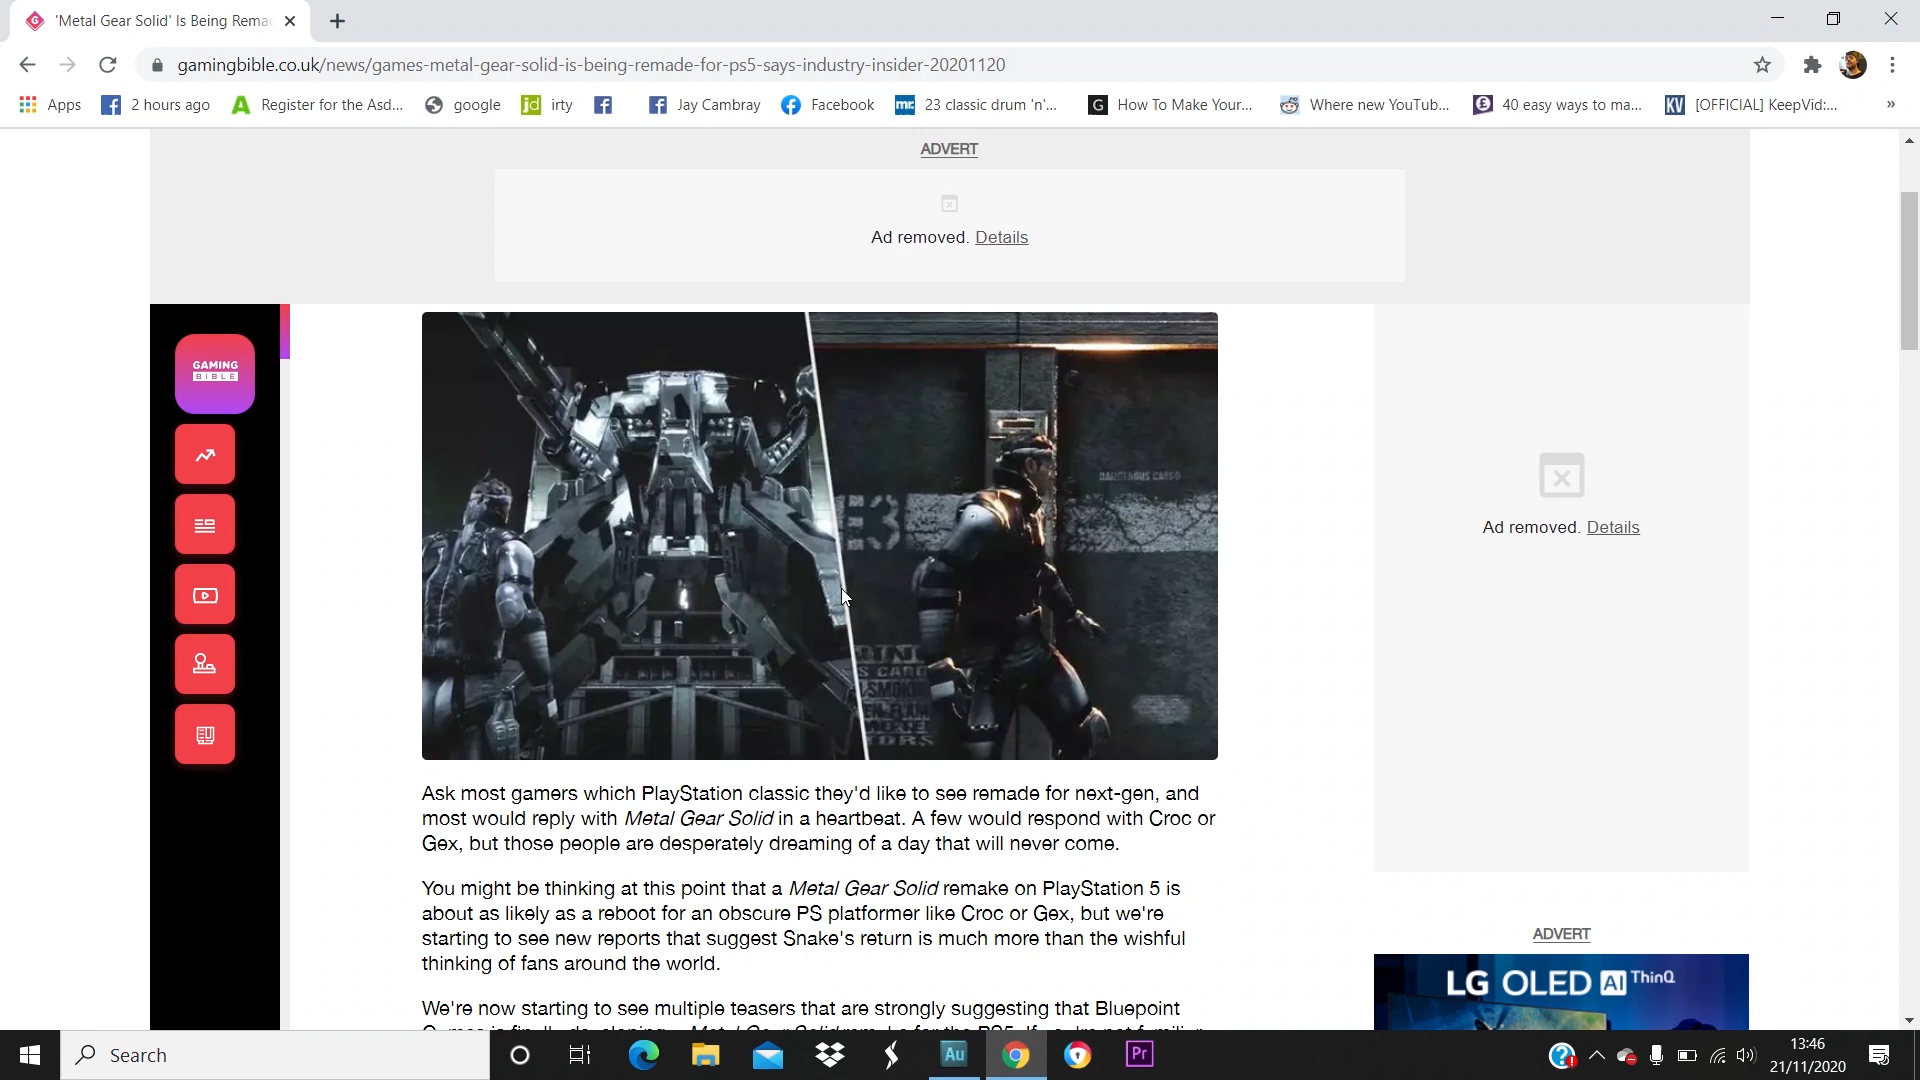 'Metal Gear Solid' Is Being Rema
gamingbible.co.uk/news/games-metal-gear-solid-is-being-remade-for-ps5-says-industry-insider-20201120
Apps 2 hours ago Register for the Asd... google irty Jay Cambray Facebook 23 classic drum 'n'... How To Make Your... Where new YouTub... 40 easy ways to ma... [OFFICIAL] KeepVid:... »
ADVERT
Ad removed. Details
GAMING
BIBLE
DANGEROUS CARGO
Ad removed. Details
Ask most gamers which PlayStation classic they'd like to see remade for next-gen, and
most would reply with Metal Gear Solid in a heartbeat. A few would respond with Croc or
Gex, but those people are desperately dreaming of a day that will never come.
You might be thinking at this point that a Metal Gear Solid remake on PlayStation 5 is
about as likely as a reboot for an obscure PS platformer like Croc or Gex, but we're
starting to see new reports that suggest Snake's return is much more than the wishful
thinking of fans around the world.
ADVERT
LG OLED AI ThinQ
We're now starting to see multiple teasers that are strongly suggesting that Bluepoint
Search
Au
Pr
13:46
21/11/2020